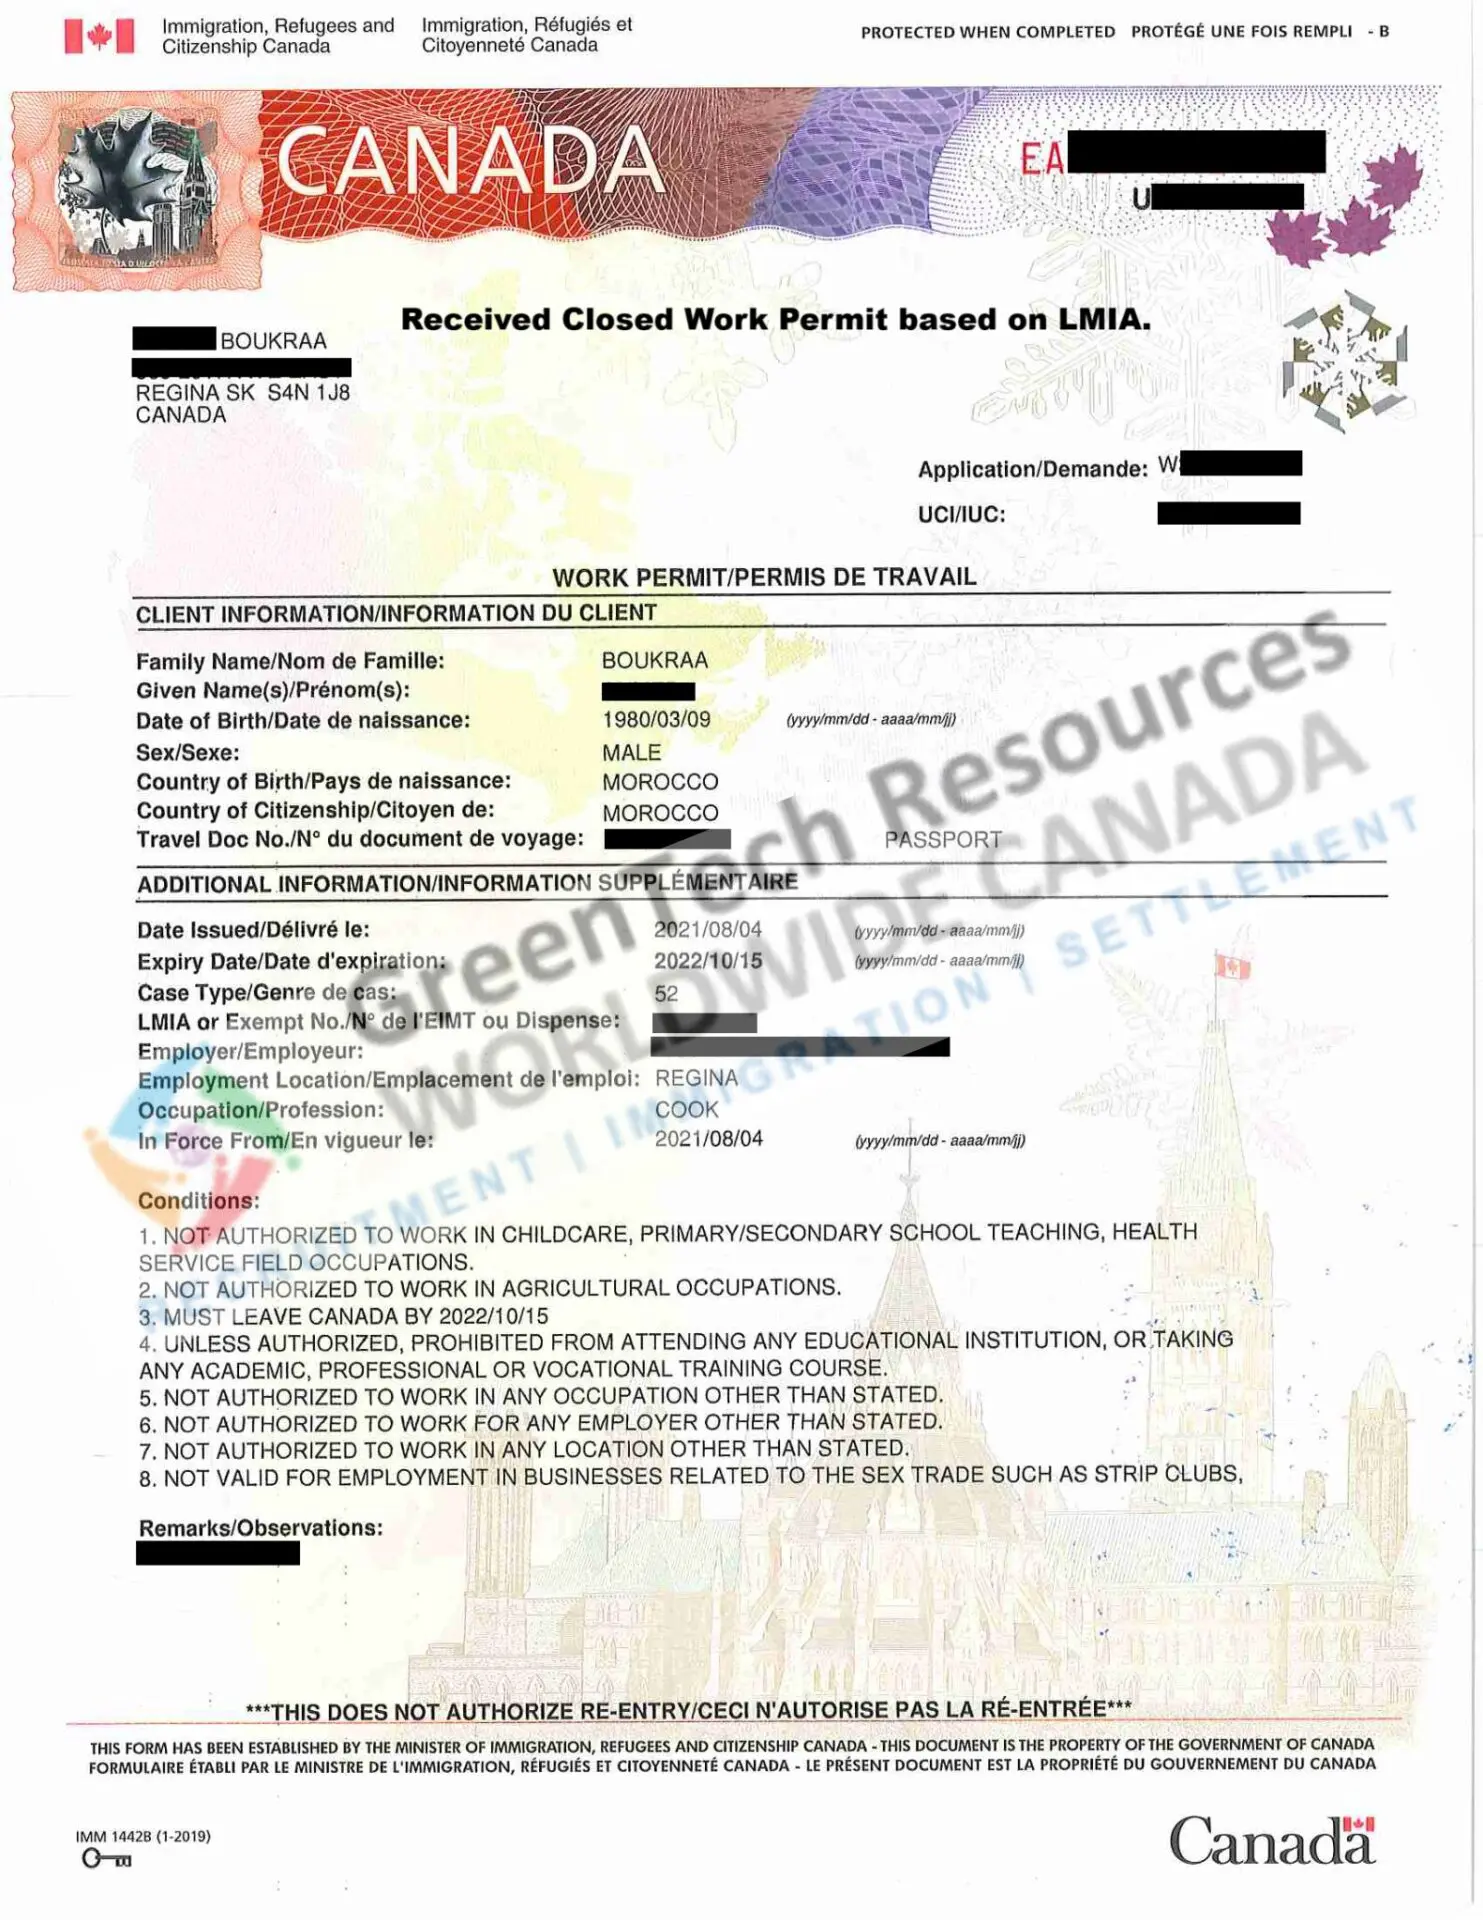 Immigration, Refugees and Citizenship Canada
Immigration, Réfugiés et Citoyenneté Canada
PROTECTED WHEN COMPLETED PROTÉGÉ UNE FOIS REMPLI - B
CANADA
EA
U
Received Closed Work Permit based on LMIA.
BOUKRAA
REGINA SK S4N 1J8
CANADA
Application/Demande: W
UCI/IUC:
WORK PERMIT/PERMIS DE TRAVAIL
CLIENT INFORMATION/INFORMATION DU CLIENT
Family Name/Nom de Famille: BOUKRAA
Given Name(s)/Prénom(s):
Date of Birth/Date de naissance: 1980/03/09 (yyyy/mm/dd - aaaa/mm/jj)
Sex/Sexe: MALE
Country of Birth/Pays de naissance: MOROCCO
Country of Citizenship/Citoyen de: MOROCCO
Travel Doc No./N° du document de voyage: PASSPORT
ADDITIONAL INFORMATION/INFORMATION SUPPLÉMENTAIRE
Date Issued/Délivré le: 2021/08/04 (yyyy/mm/dd - aaaa/mm/jj)
Expiry Date/Date d'expiration: 2022/10/15 (yyyy/mm/dd - aaaa/mm/jj)
Case Type/Genre de cas: 52
LMIA or Exempt No./N° de l'EIMT ou Dispense:
Employer/Employeur:
Employment Location/Emplacement de l'emploi: REGINA
Occupation/Profession: COOK
In Force From/En vigueur le: 2021/08/04 (yyyy/mm/dd - aaaa/mm/jj)
GreenTech Resources
WORLDWIDE CANADA
RECRUITMENT | IMMIGRATION | SETTLEMENT
Conditions:
1. NOT AUTHORIZED TO WORK IN CHILDCARE, PRIMARY/SECONDARY SCHOOL TEACHING, HEALTH
SERVICE FIELD OCCUPATIONS.
2. NOT AUTHORIZED TO WORK IN AGRICULTURAL OCCUPATIONS.
3. MUST LEAVE CANADA BY 2022/10/15
4. UNLESS AUTHORIZED, PROHIBITED FROM ATTENDING ANY EDUCATIONAL INSTITUTION, OR TAKING
ANY ACADEMIC, PROFESSIONAL OR VOCATIONAL TRAINING COURSE.
5. NOT AUTHORIZED TO WORK IN ANY OCCUPATION OTHER THAN STATED.
6. NOT AUTHORIZED TO WORK FOR ANY EMPLOYER OTHER THAN STATED.
7. NOT AUTHORIZED TO WORK IN ANY LOCATION OTHER THAN STATED.
8. NOT VALID FOR EMPLOYMENT IN BUSINESSES RELATED TO THE SEX TRADE SUCH AS STRIP CLUBS,
Remarks/Observations:
***THIS DOES NOT AUTHORIZE RE-ENTRY/CECI N'AUTORISE PAS LA RÉ-ENTRÉE***
THIS FORM HAS BEEN ESTABLISHED BY THE MINISTER OF IMMIGRATION, REFUGEES AND CITIZENSHIP CANADA - THIS DOCUMENT IS THE PROPERTY OF THE GOVERNMENT OF CANADA
FORMULAIRE ÉTABLI PAR LE MINISTRE DE L'IMMIGRATION, RÉFUGIÉS ET CITOYENNETÉ CANADA - LE PRÉSENT DOCUMENT EST LA PROPRIÉTÉ DU GOUVERNEMENT DU CANADA
IMM 1442B (1-2019)
Canada